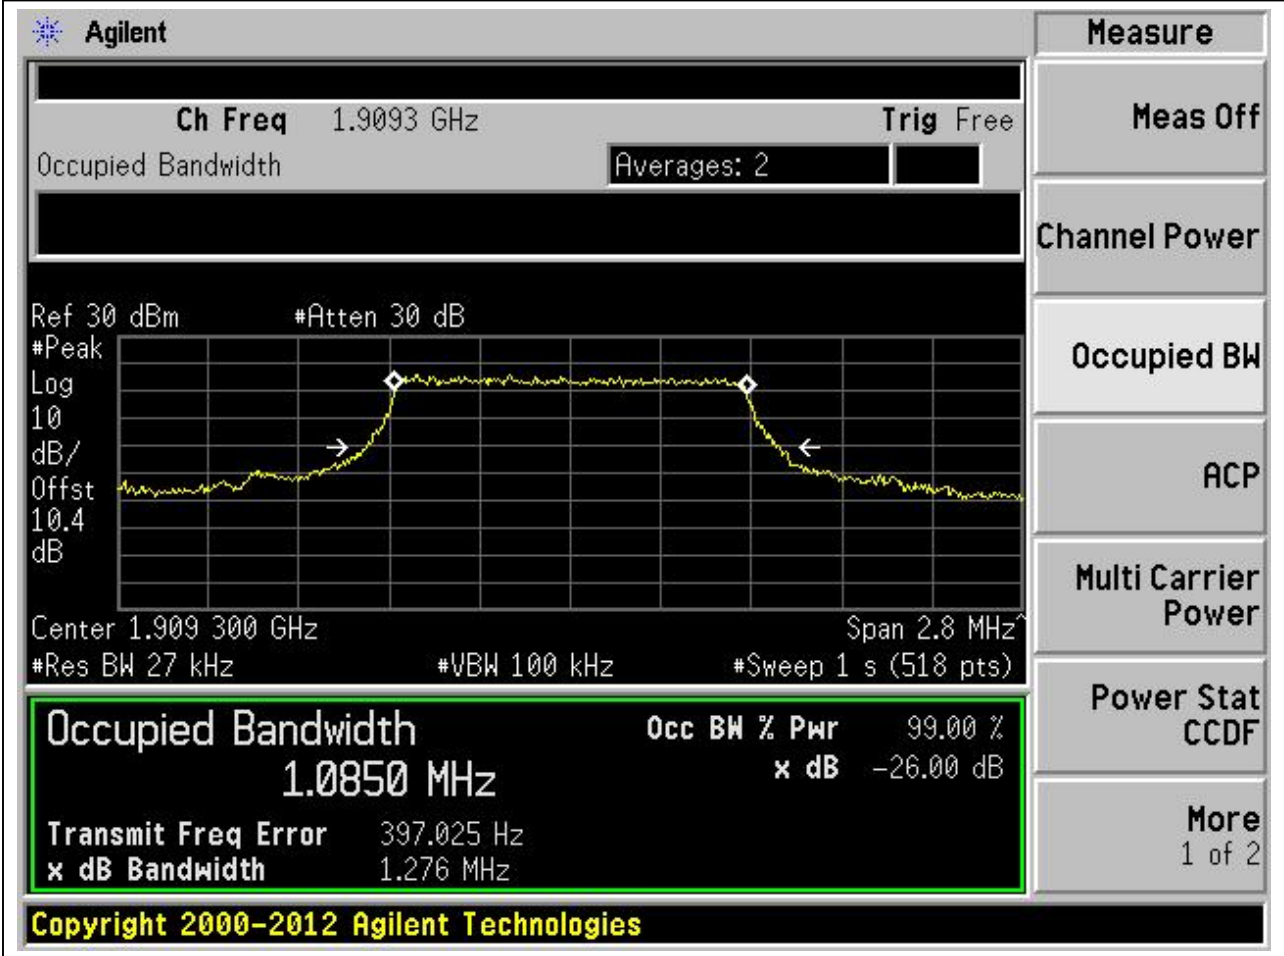 Agilent
Measure
Ch Freq 1.9093 GHz Trig Free
Occupied Bandwidth Averages: 2
Meas Off
Channel Power
Occupied BW
ACP
Multi Carrier
Power
Power Stat
CCDF
More
1 of 2
Ref 30 dBm #Atten 30 dB
#Peak
Log
10
dB/
Offst
10.4
dB
Center 1.909 300 GHz Span 2.8 MHz^
#Res BW 27 kHz #VBW 100 kHz #Sweep 1 s (518 pts)
Occupied Bandwidth Occ BW % Pwr 99.00 %
1.0850 MHz x dB -26.00 dB
Transmit Freq Error 397.025 Hz
x dB Bandwidth 1.276 MHz
Copyright 2000-2012 Agilent Technologies